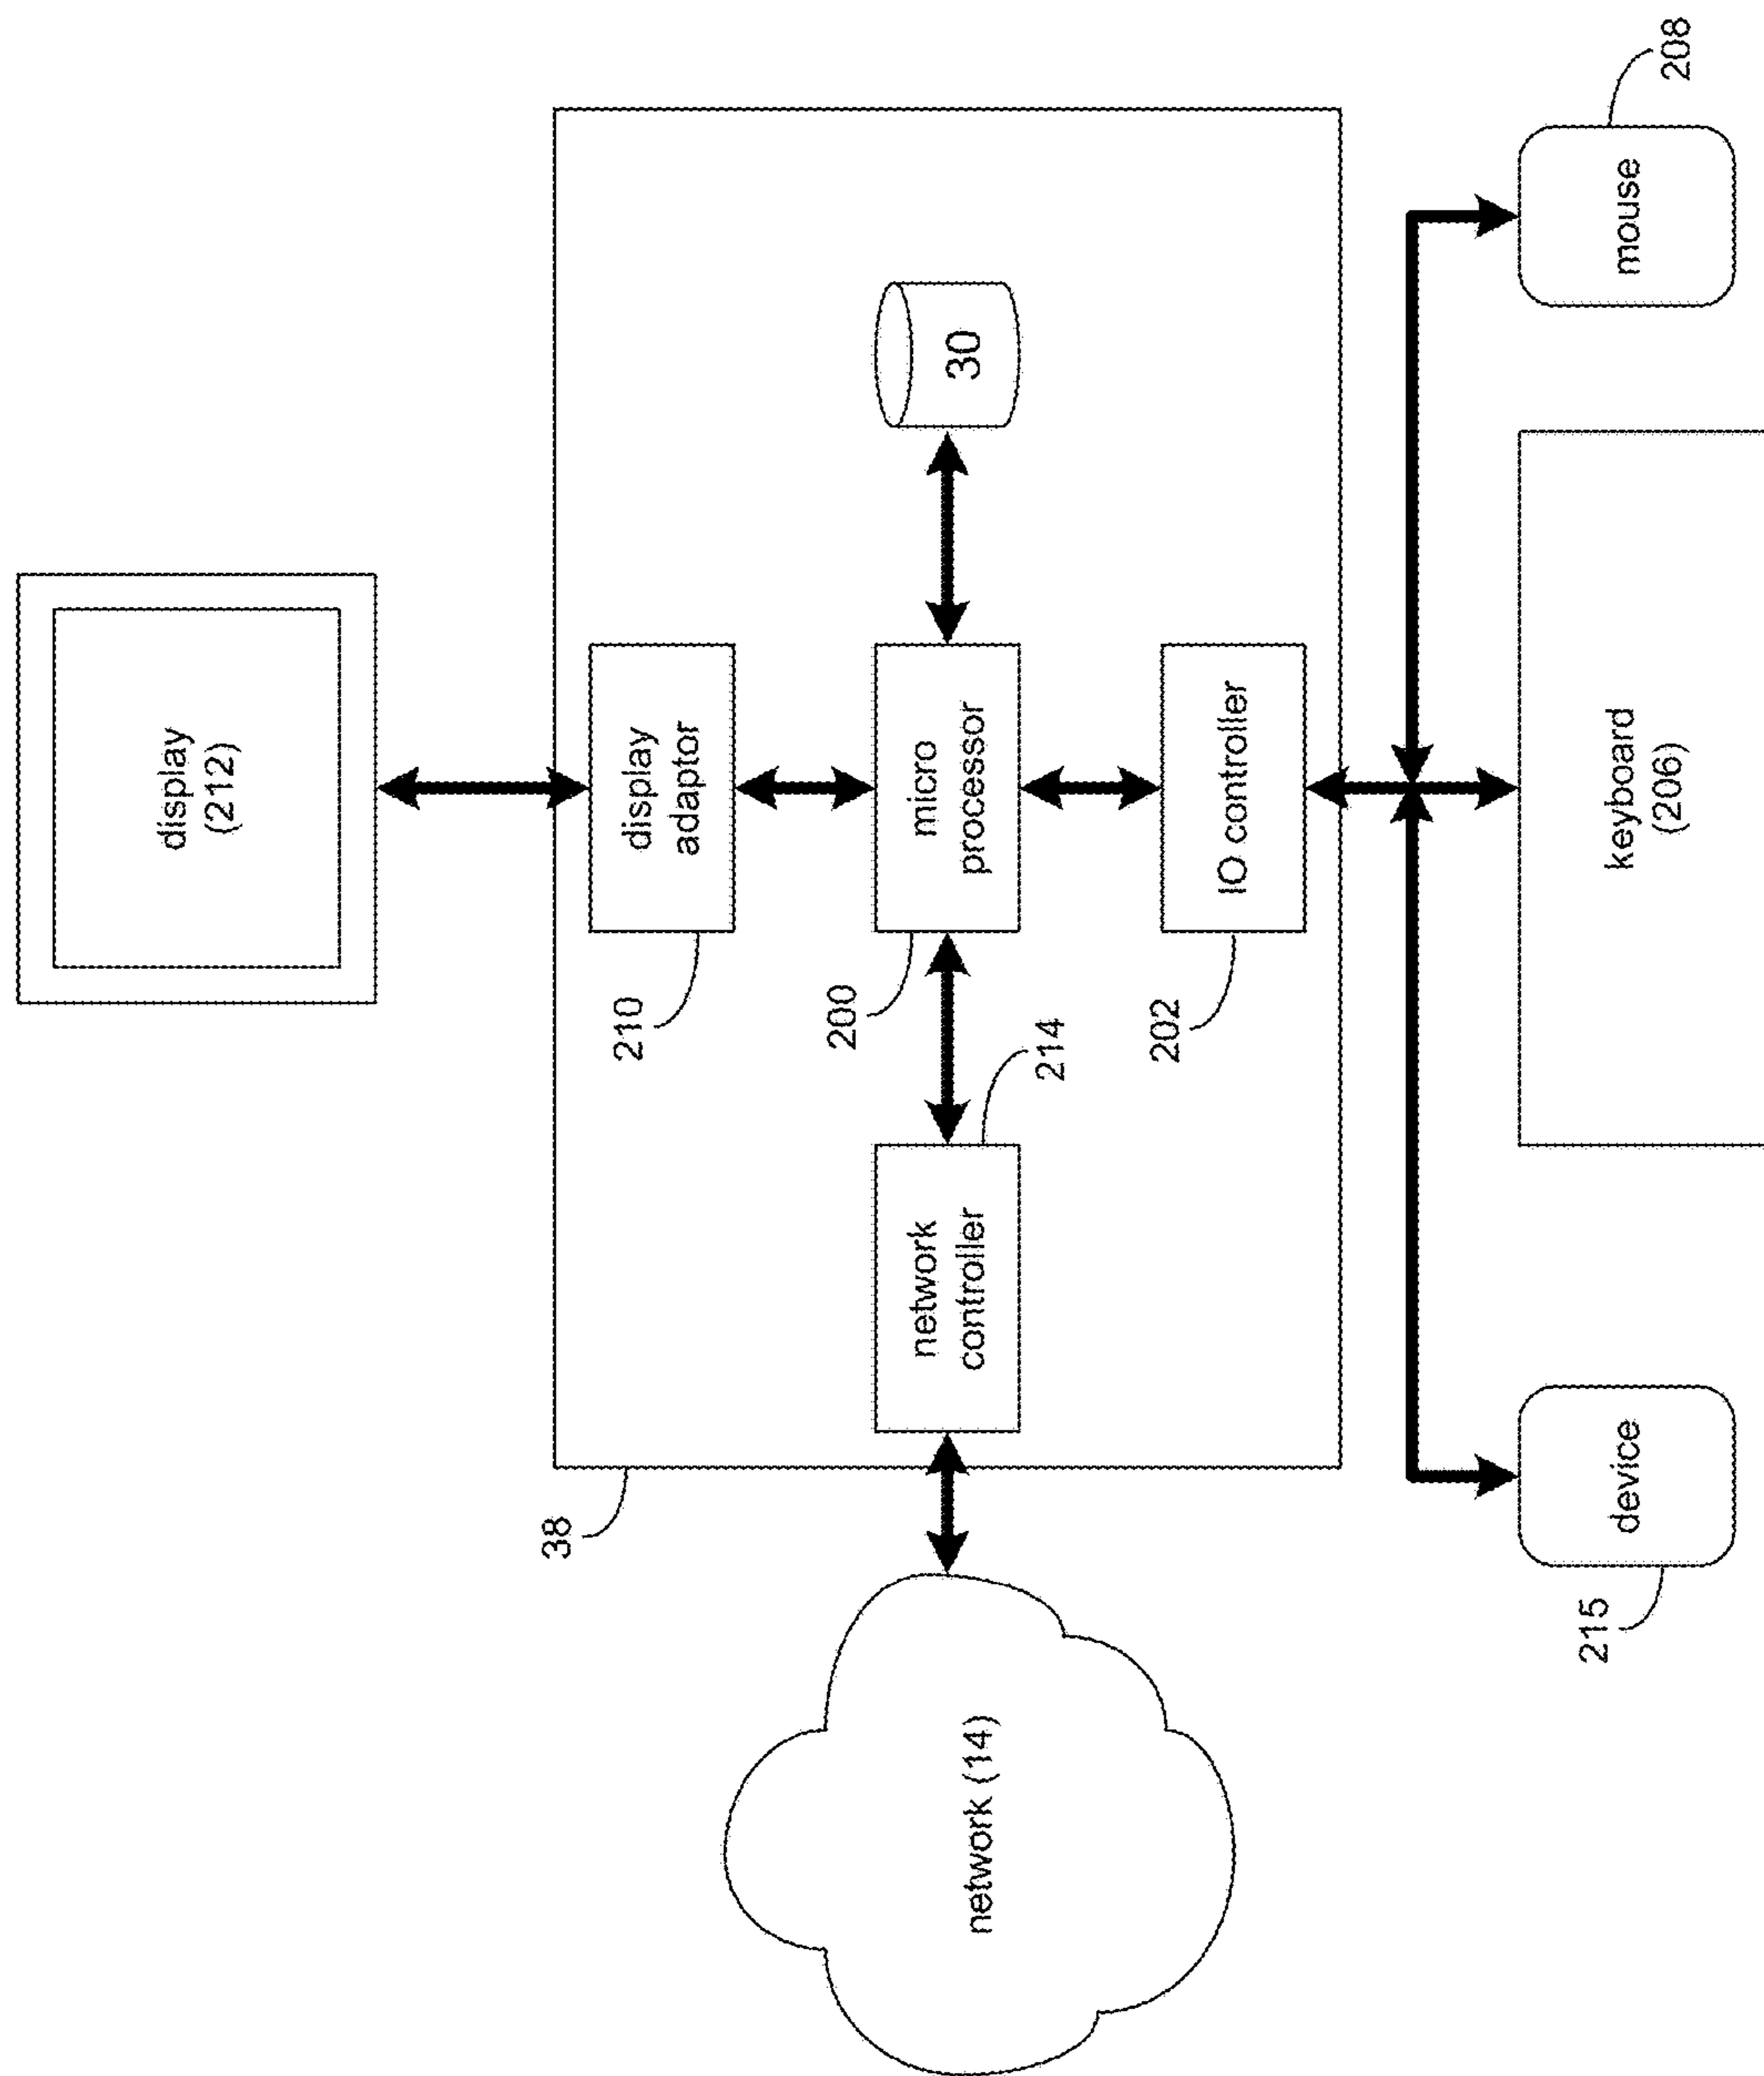 display
(212)
display
adaptor
210
micro
processor
200
30
network
controller
214
IO controller
202
38
network (14)
keyboard
(206)
mouse
208
device
215